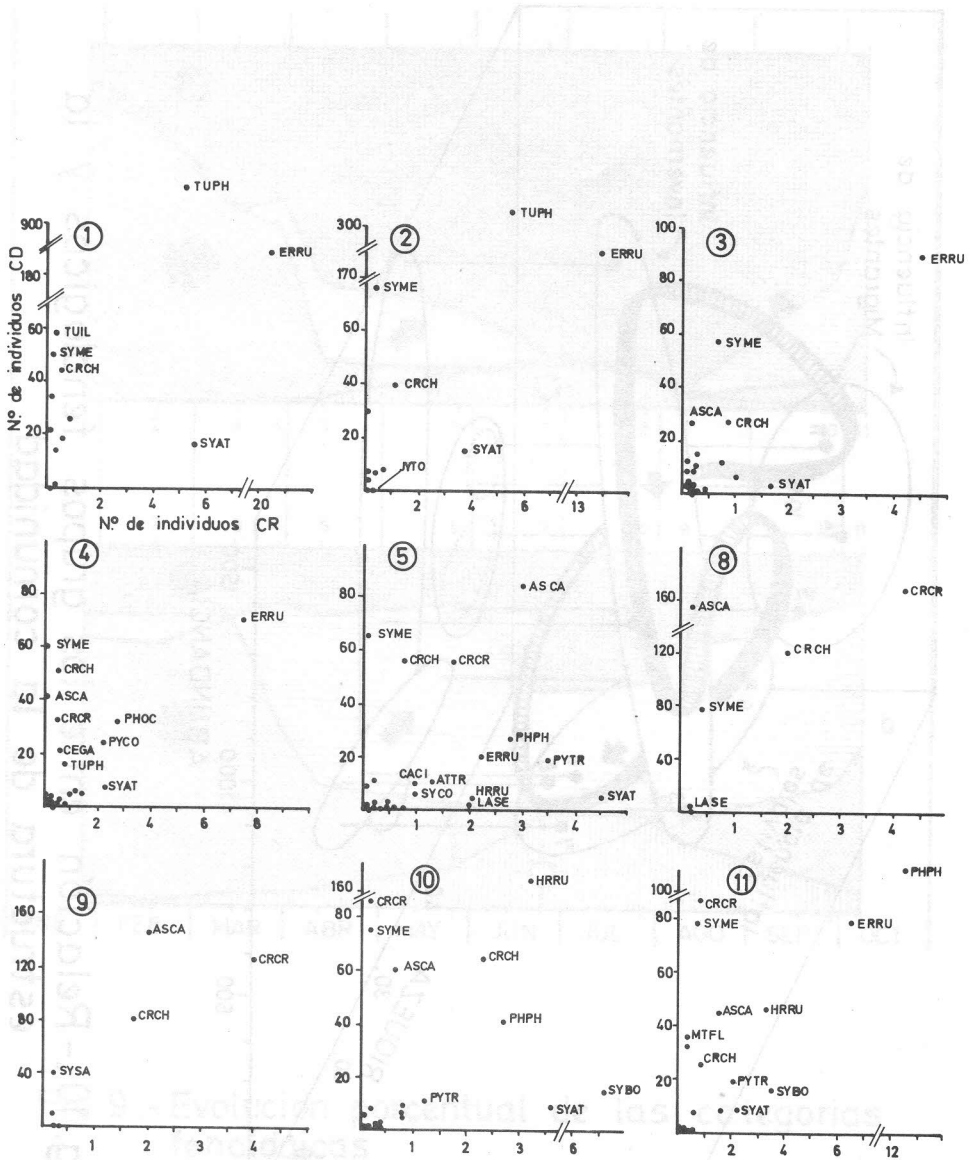 1
Nº de individuos CD
900
180
60
40
20
TUPH
ERRU
TUIL
SYME
CRCH
SYAT
2
4
6
20
Nº de individuos CR
2
300
170
60
40
20
TUPH
ERRU
SYME
CRCH
SYAT
2
4
6
13
3
100
80
60
40
20
ERRU
SYME
ASCA
CRCH
SYAT
1
2
3
4
4
80
60
40
20
ERRU
SYME
CRCH
ASCA
CRCR
PHOC
PYCO
CEGA
TUPH
SYAT
2
4
6
8
5
80
60
40
20
ASCA
SYME
CRCH
CRCR
PHPH
ERRU
PYTR
CACI
ATTR
SYCO
HRRU
LASE
SYAT
1
2
3
4
8
160
120
80
40
ASCA
CRCR
CRCH
SYME
LASE
1
2
3
4
9
160
120
80
40
ASCA
CRCR
CRCH
SYSA
1
2
3
4
10
160
80
60
40
20
HRRU
CRCR
SYME
ASCA
CRCH
PHPH
PYTR
SYBO
SYAT
1
2
3
6
11
100
80
60
40
20
PHPH
CRCR
SYME
ERRU
ASCA
HRRU
MTFL
CRCH
PYTR
SYBO
SYAT
2
4
6
12